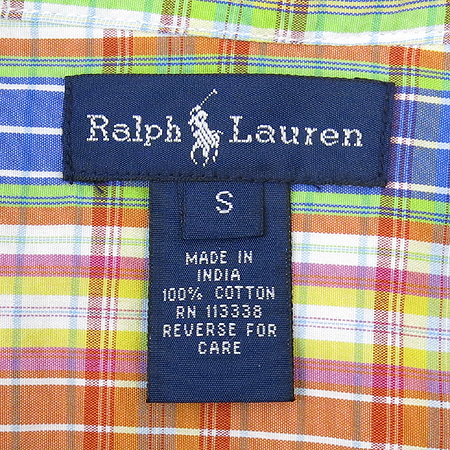 Ralph Lauren
S
MADE IN
INDIA
100% COTTON
RN 113338
REVERSE FOR
CARE